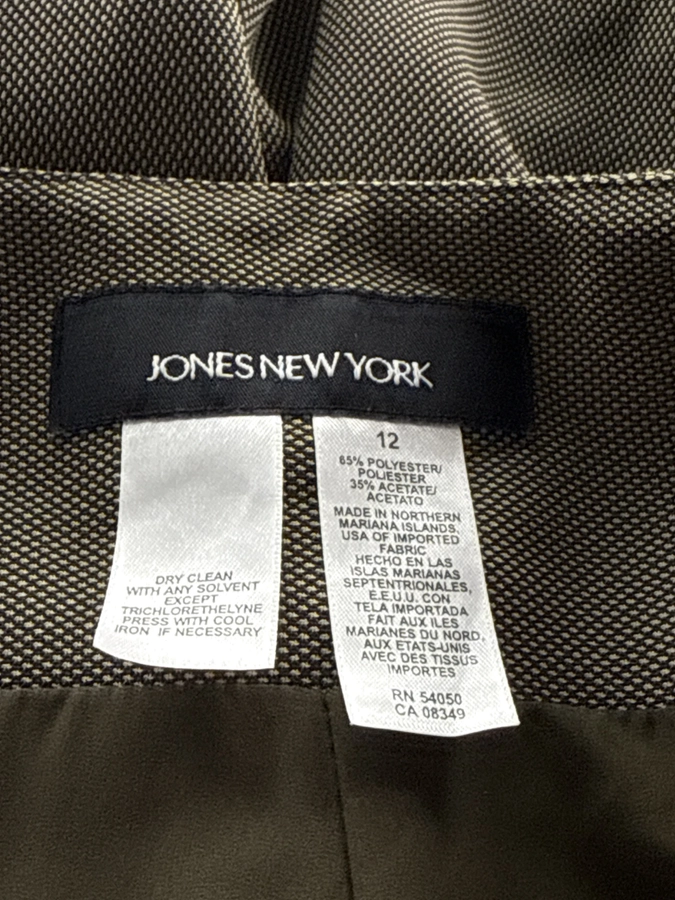 JONES NEW YORK
DRY CLEAN
WITH ANY SOLVENT
EXCEPT
TRICHLORETHELYNE
PRESS WITH COOL
IRON IF NECESSARY
12
65% POLYESTER/
POLIESTER
35% ACETATE/
ACETATO
MADE IN NORTHERN
MARIANA ISLANDS,
USA OF IMPORTED
FABRIC
HECHO EN LAS
ISLAS MARIANAS
SEPTENTRIONALES,
E.E.U.U. CON
TELA IMPORTADA
FAIT AUX ILES
MARIANES DU NORD,
AUX ETATS-UNIS
AVEC DES TISSUS
IMPORTES
RN 54050
CA 08349